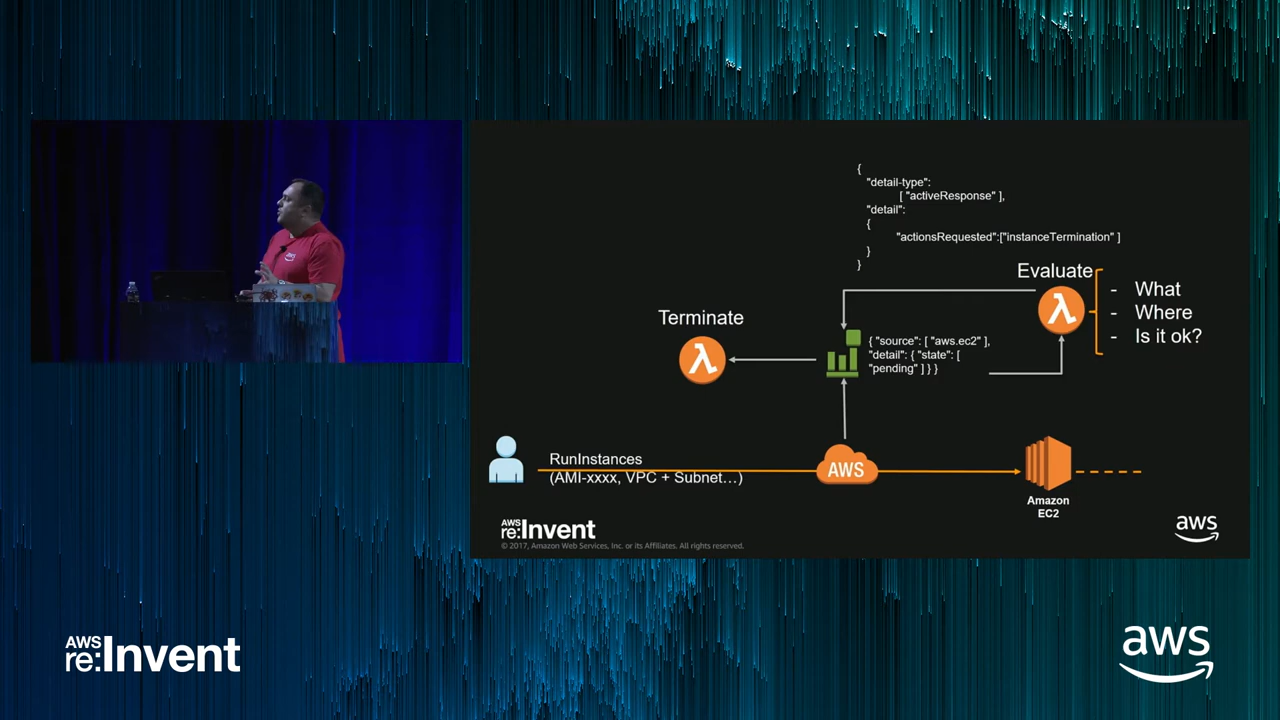 {
"detail-type":
[ "activeResponse" ],
"detail":
{
"actionsRequested":["instanceTermination" ]
}
}
Evaluate
- What
- Where
- Is it ok?
Terminate
{ "source": [ "aws.ec2" ],
"detail": { "state": [
"pending" ] } }
RunInstances
(AMI-xxxx, VPC + Subnet…)
AWS
Amazon
EC2
AWS
re:Invent
© 2017, Amazon Web Services, Inc. or its Affiliates. All rights reserved.
aws
AWS
re:Invent
aws